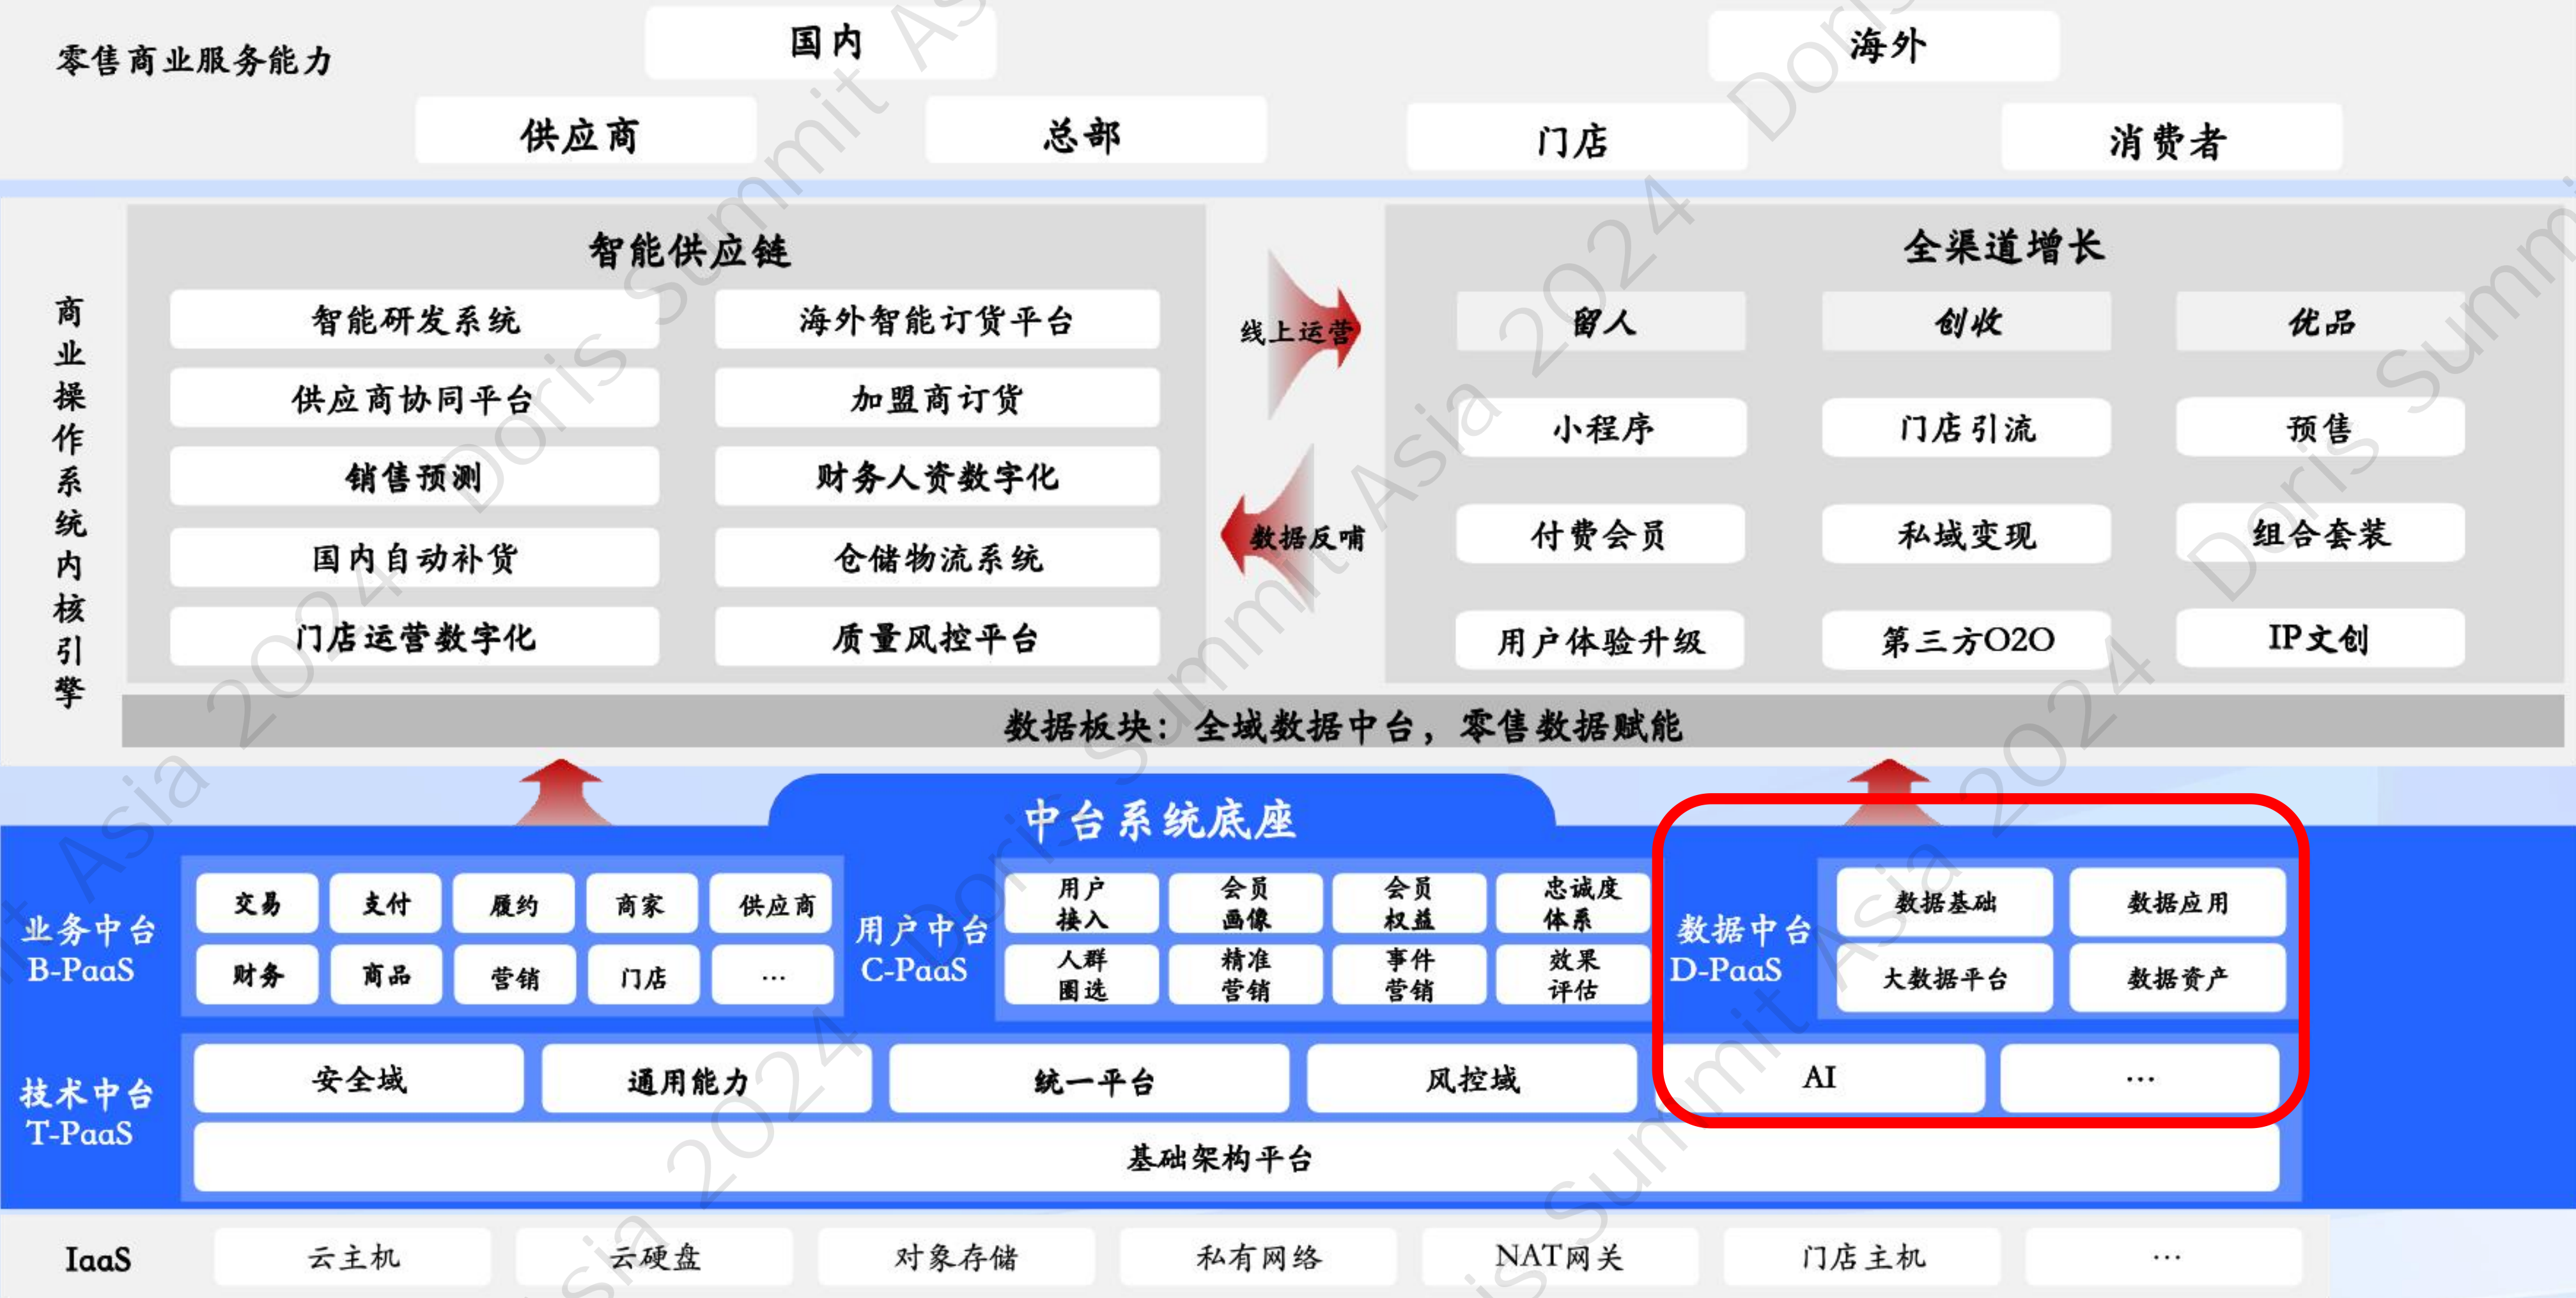 零售商业服务能力
国内
海外
供应商
总部
门店
消费者
商业操作系统内核引擎
智能供应链
智能研发系统
海外智能订货平台
供应商协同平台
加盟商订货
销售预测
财务人资数字化
国内自动补货
仓储物流系统
门店运营数字化
质量风控平台
线上运营
数据反哺
全渠道增长
留人
创收
优品
小程序
门店引流
预售
付费会员
私域变现
组合套装
用户体验升级
第三方O2O
IP文创
数据板块：全域数据中台，零售数据赋能
中台系统底座
业务中台
B-PaaS
交易
支付
履约
商家
供应商
财务
商品
营销
门店
...
用户中台
C-PaaS
用户
接入
会员
画像
会员
权益
忠诚度
体系
人群
圈选
精准
营销
事件
营销
效果
评估
数据中台
D-PaaS
数据基础
数据应用
大数据平台
数据资产
技术中台
T-PaaS
安全域
通用能力
统一平台
风控域
AI
...
基础架构平台
IaaS
云主机
云硬盘
对象存储
私有网络
NAT网关
门店主机
...
Doris Summit Asia 2024